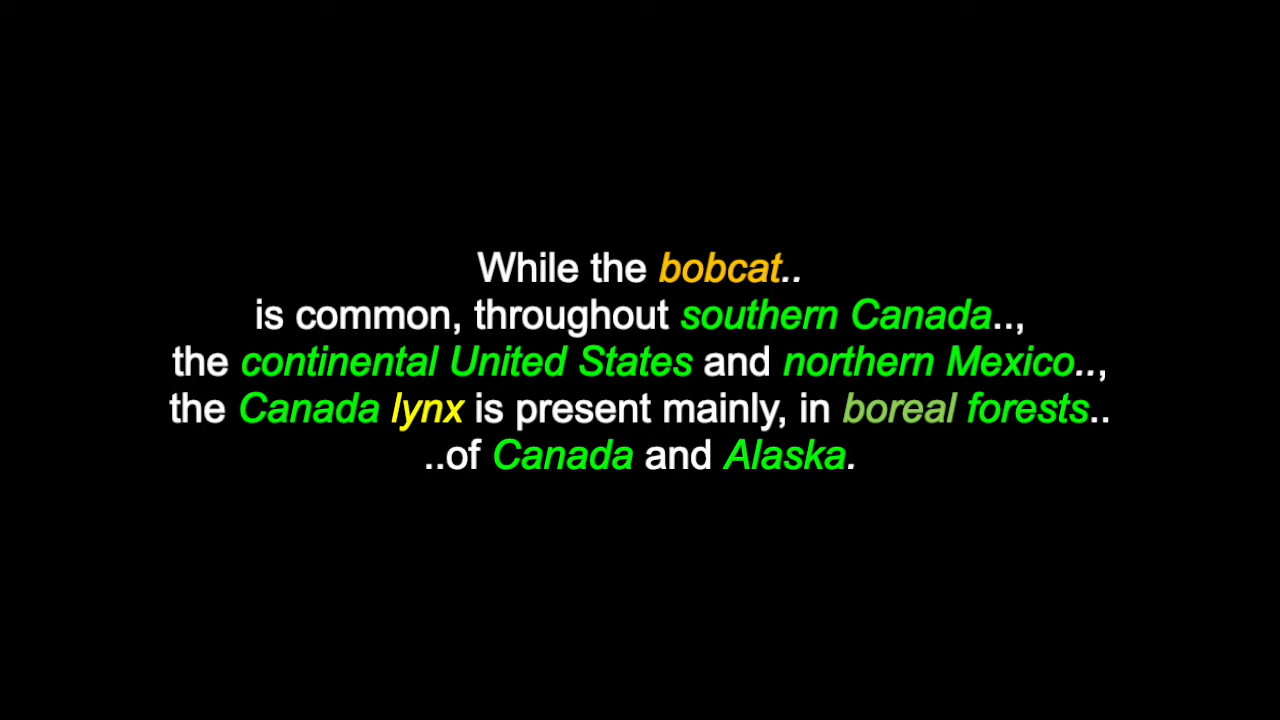 While the bobcat..
is common, throughout southern Canada..,
the continental United States and northern Mexico..,
the Canada lynx is present mainly, in boreal forests..
..of Canada and Alaska.